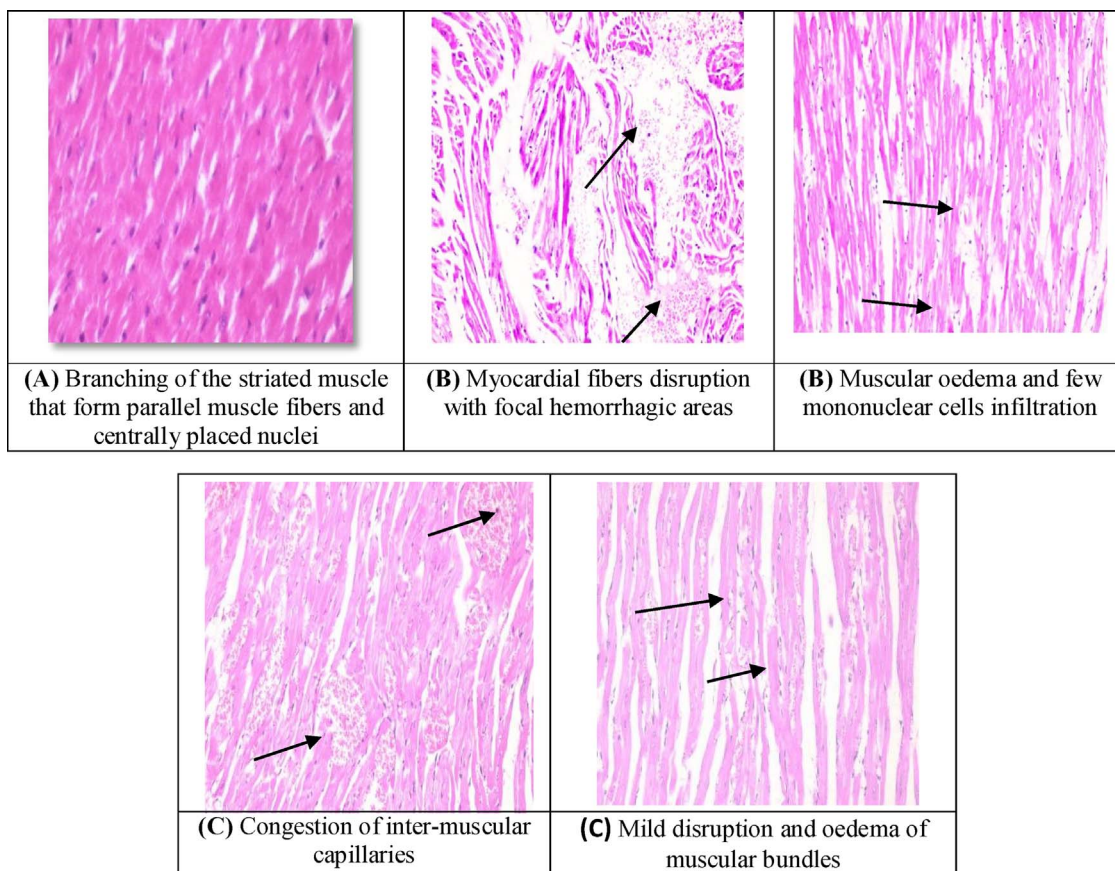 (A) Branching of the striated muscle
that form parallel muscle fibers and
centrally placed nuclei
(B) Myocardial fibers disruption
with focal hemorrhagic areas
(B) Muscular oedema and few
mononuclear cells infiltration
(C) Congestion of inter-muscular
capillaries
(C) Mild disruption and oedema of
muscular bundles